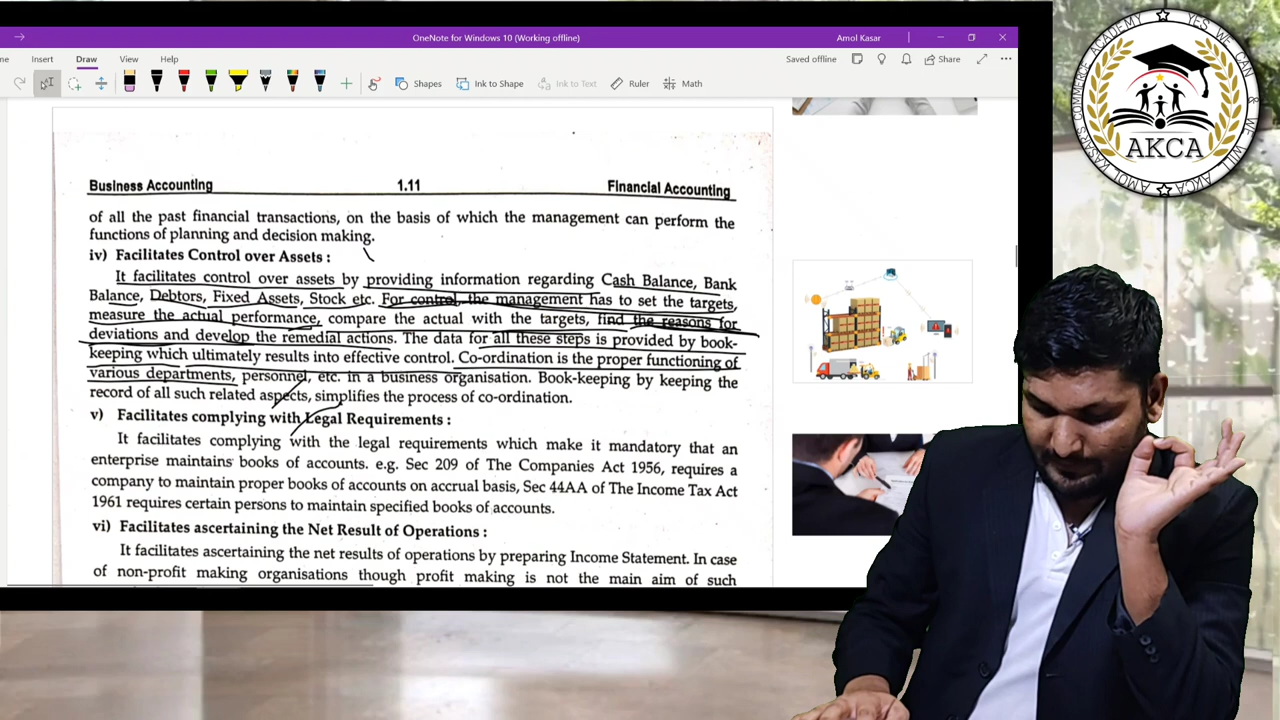 OneNote for Windows 10 (Working offline)
Amol Kasar
Insert
Draw
View
Help
Saved offline
Share
Shapes
Ink to Shape
Ink to Text
Ruler
Math
Business Accounting 1.11 Financial Accounting
of all the past financial transactions, on the basis of which the management can perform the
functions of planning and decision making.
iv) Facilitates Control over Assets :
It facilitates control over assets by providing information regarding Cash Balance, Bank
Balance, Debtors, Fixed Assets, Stock etc. For control, the management has to set the targets,
measure the actual performance, compare the actual with the targets, find the reasons for
deviations and develop the remedial actions. The data for all these steps is provided by book-
keeping which ultimately results into effective control. Co-ordination is the proper functioning of
various departments, personnel, etc. in a business organisation. Book-keeping by keeping the
record of all such related aspects, simplifies the process of co-ordination.
v) Facilitates complying with Legal Requirements :
It facilitates complying with the legal requirements which make it mandatory that an
enterprise maintains books of accounts. e.g. Sec 209 of The Companies Act 1956, requires a
company to maintain proper books of accounts on accrual basis, Sec 44AA of The Income Tax Act
1961 requires certain persons to maintain specified books of accounts.
vi) Facilitates ascertaining the Net Result of Operations :
It facilitates ascertaining the net results of operations by preparing Income Statement. In case
of non-profit making organisations though profit making is not the main aim of such
AMOL KASAR'S COMMERCE ACADEMY
YES WE CAN & WE WILL
AKCA
AKCA